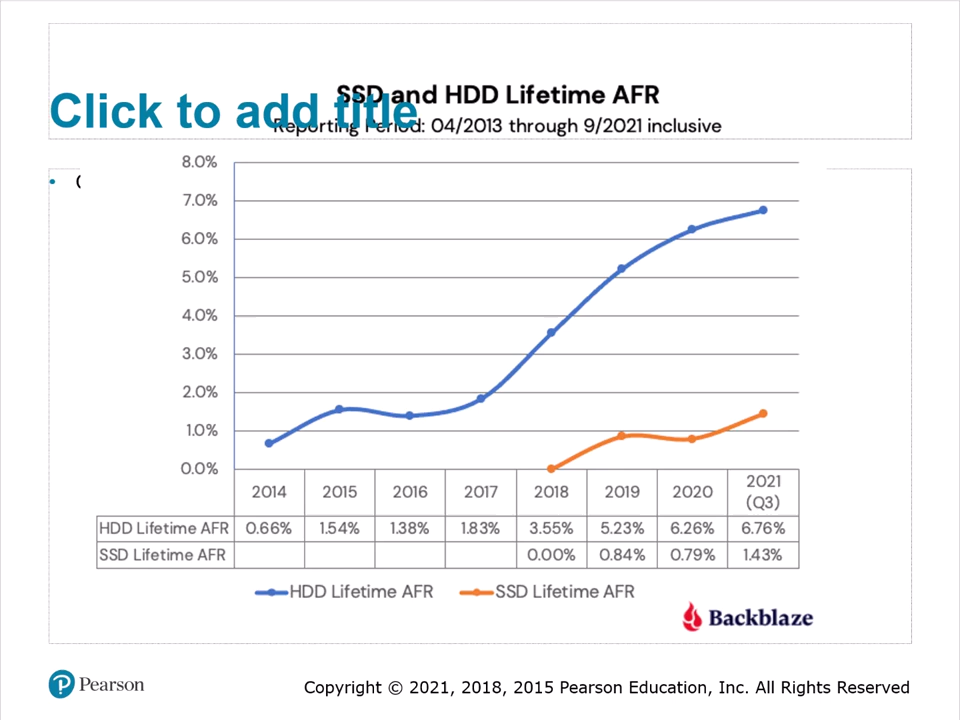 SSD and HDD Lifetime AFR
Click to add title
Reporting Period: 04/2013 through 9/2021 inclusive
8.0%
7.0%
6.0%
5.0%
4.0%
3.0%
2.0%
1.0%
0.0%
2014 2015 2016 2017 2018 2019 2020 2021 (Q3)
HDD Lifetime AFR 0.66% 1.54% 1.38% 1.83% 3.55% 5.23% 6.26% 6.76%
SSD Lifetime AFR 0.00% 0.84% 0.79% 1.43%
HDD Lifetime AFR SSD Lifetime AFR
Backblaze
Pearson
Copyright © 2021, 2018, 2015 Pearson Education, Inc. All Rights Reserved